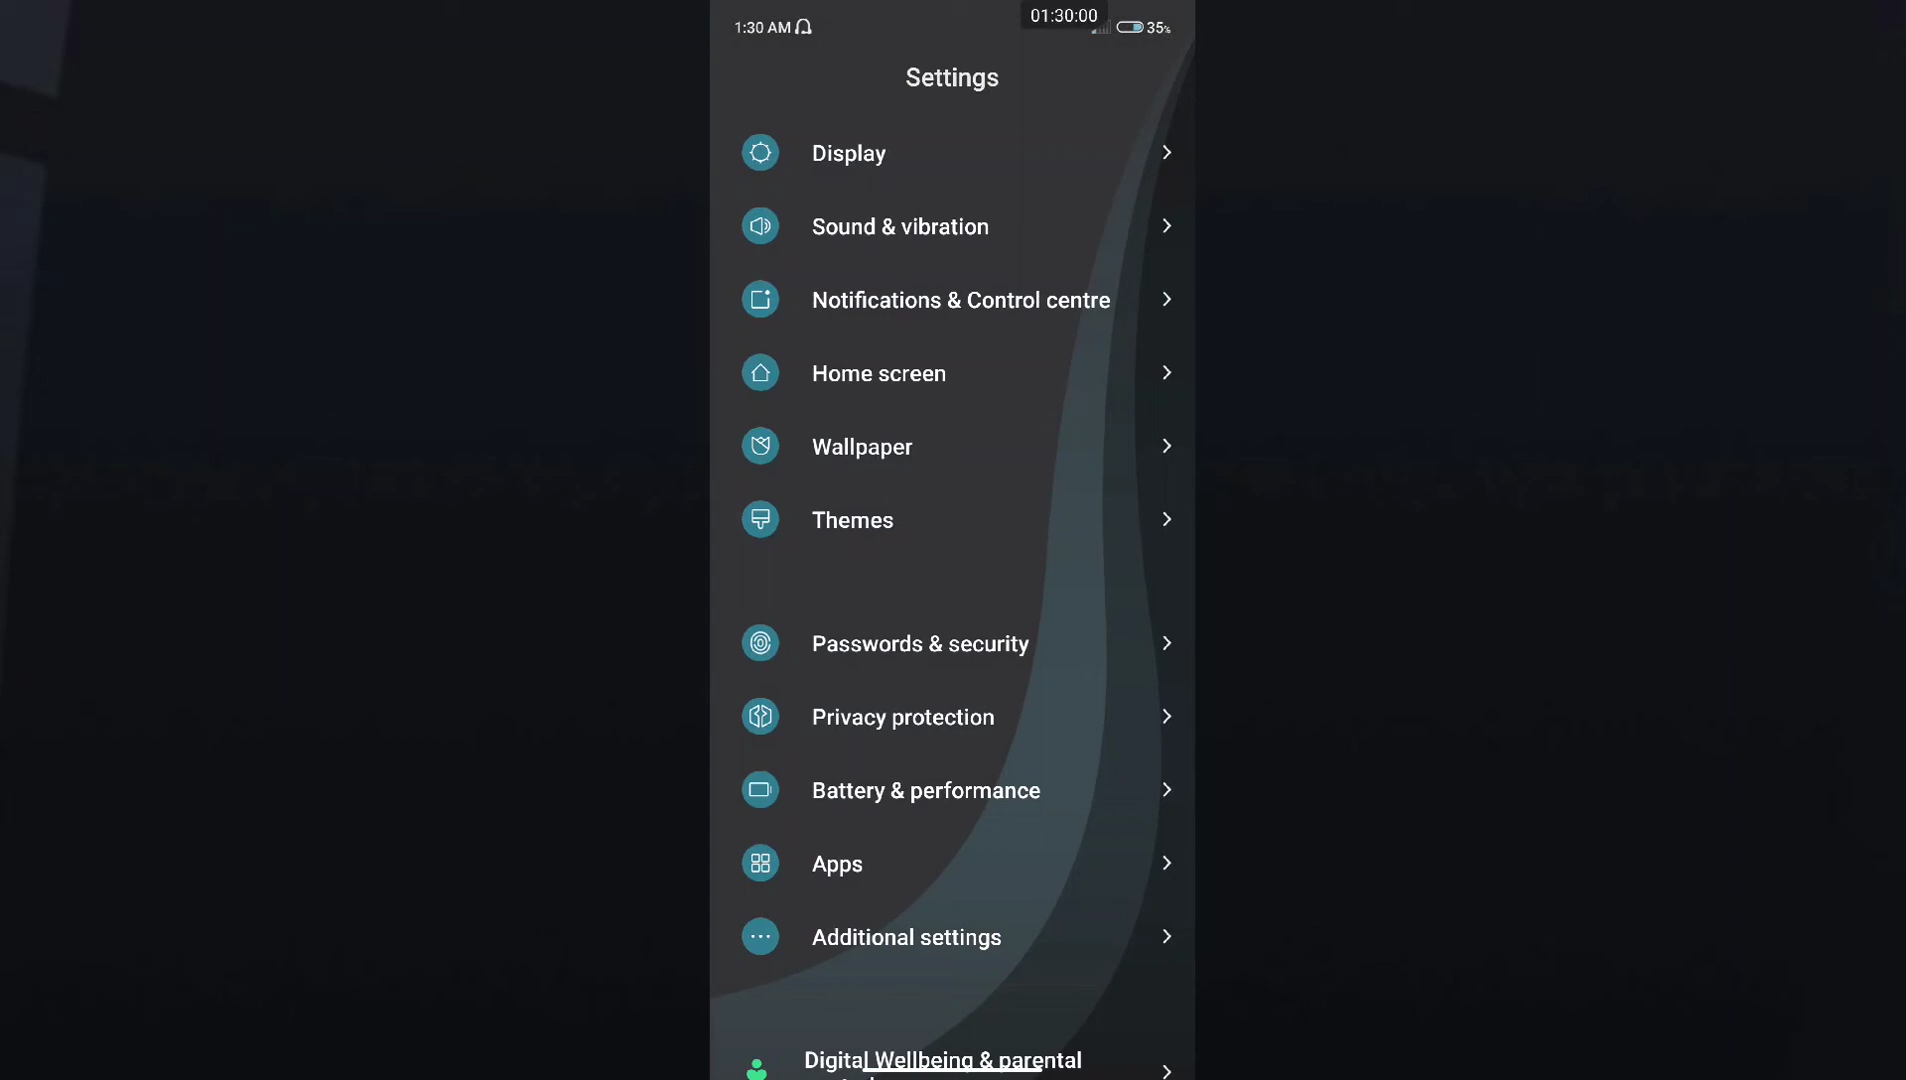 01:30:00
1:30 AM 35%
Settings
Display
Sound & vibration
Notifications & Control centre
Home screen
Wallpaper
Themes
Passwords & security
Privacy protection
Battery & performance
Apps
Additional settings
Digital Wellbeing & parental